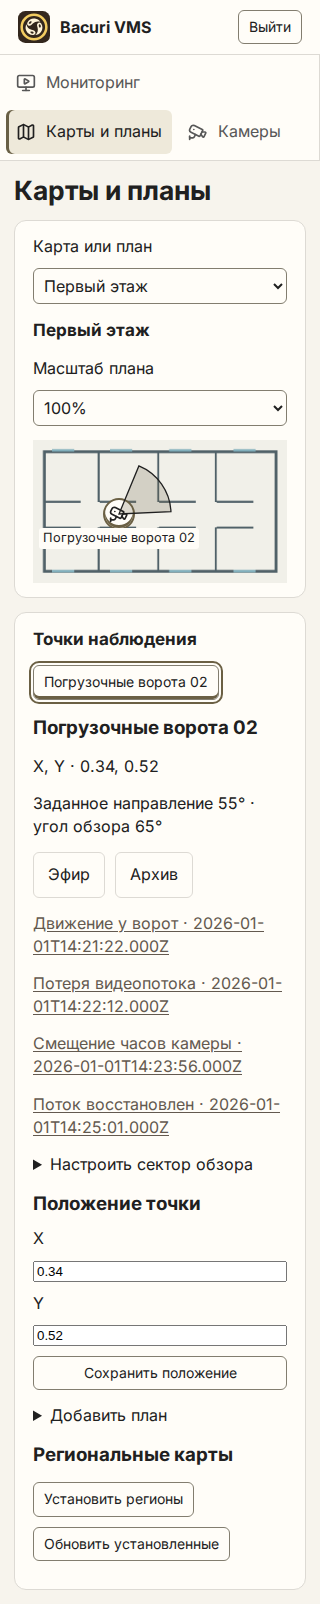 Bacuri VMS
Выйти
Мониторинг
Карты и планы
Камеры
Карты и планы
Карта или план
Первый этаж
Первый этаж
Масштаб плана
100%
Погрузочные ворота 02
Точки наблюдения
Погрузочные ворота 02
Погрузочные ворота 02
X, Y · 0.34, 0.52
Заданное направление 55° ·
угол обзора 65°
Эфир
Архив
Движение у ворот · 2026-01-
01T14:21:22.000Z
Потеря видеопотока · 2026-01-
01T14:22:12.000Z
Смещение часов камеры ·
2026-01-01T14:23:56.000Z
Поток восстановлен · 2026-01-
01T14:25:01.000Z
Настроить сектор обзора
Положение точки
X
0.34
Y
0.52
Сохранить положение
Добавить план
Региональные карты
Установить регионы
Обновить установленные